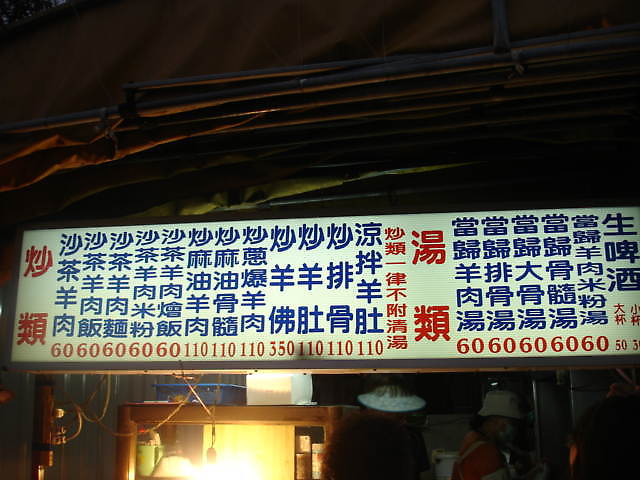 炒類
沙茶羊肉 60
沙茶羊肉飯 60
沙茶羊肉麵 60
沙茶羊肉米粉 60
沙茶羊肉燴飯 60
炒麻油羊肉 110
炒麻油骨髓 110
炒蔥爆羊肉 110
炒羊佛 350
炒羊肚 110
炒排骨 110
涼拌羊肚 110
炒類一律不附清湯
湯類
當歸羊肉湯 60
當歸排骨湯 60
當歸大骨湯 60
當歸骨髓湯 60
當歸羊肉米粉湯 60
生啤酒
大杯 50
小杯